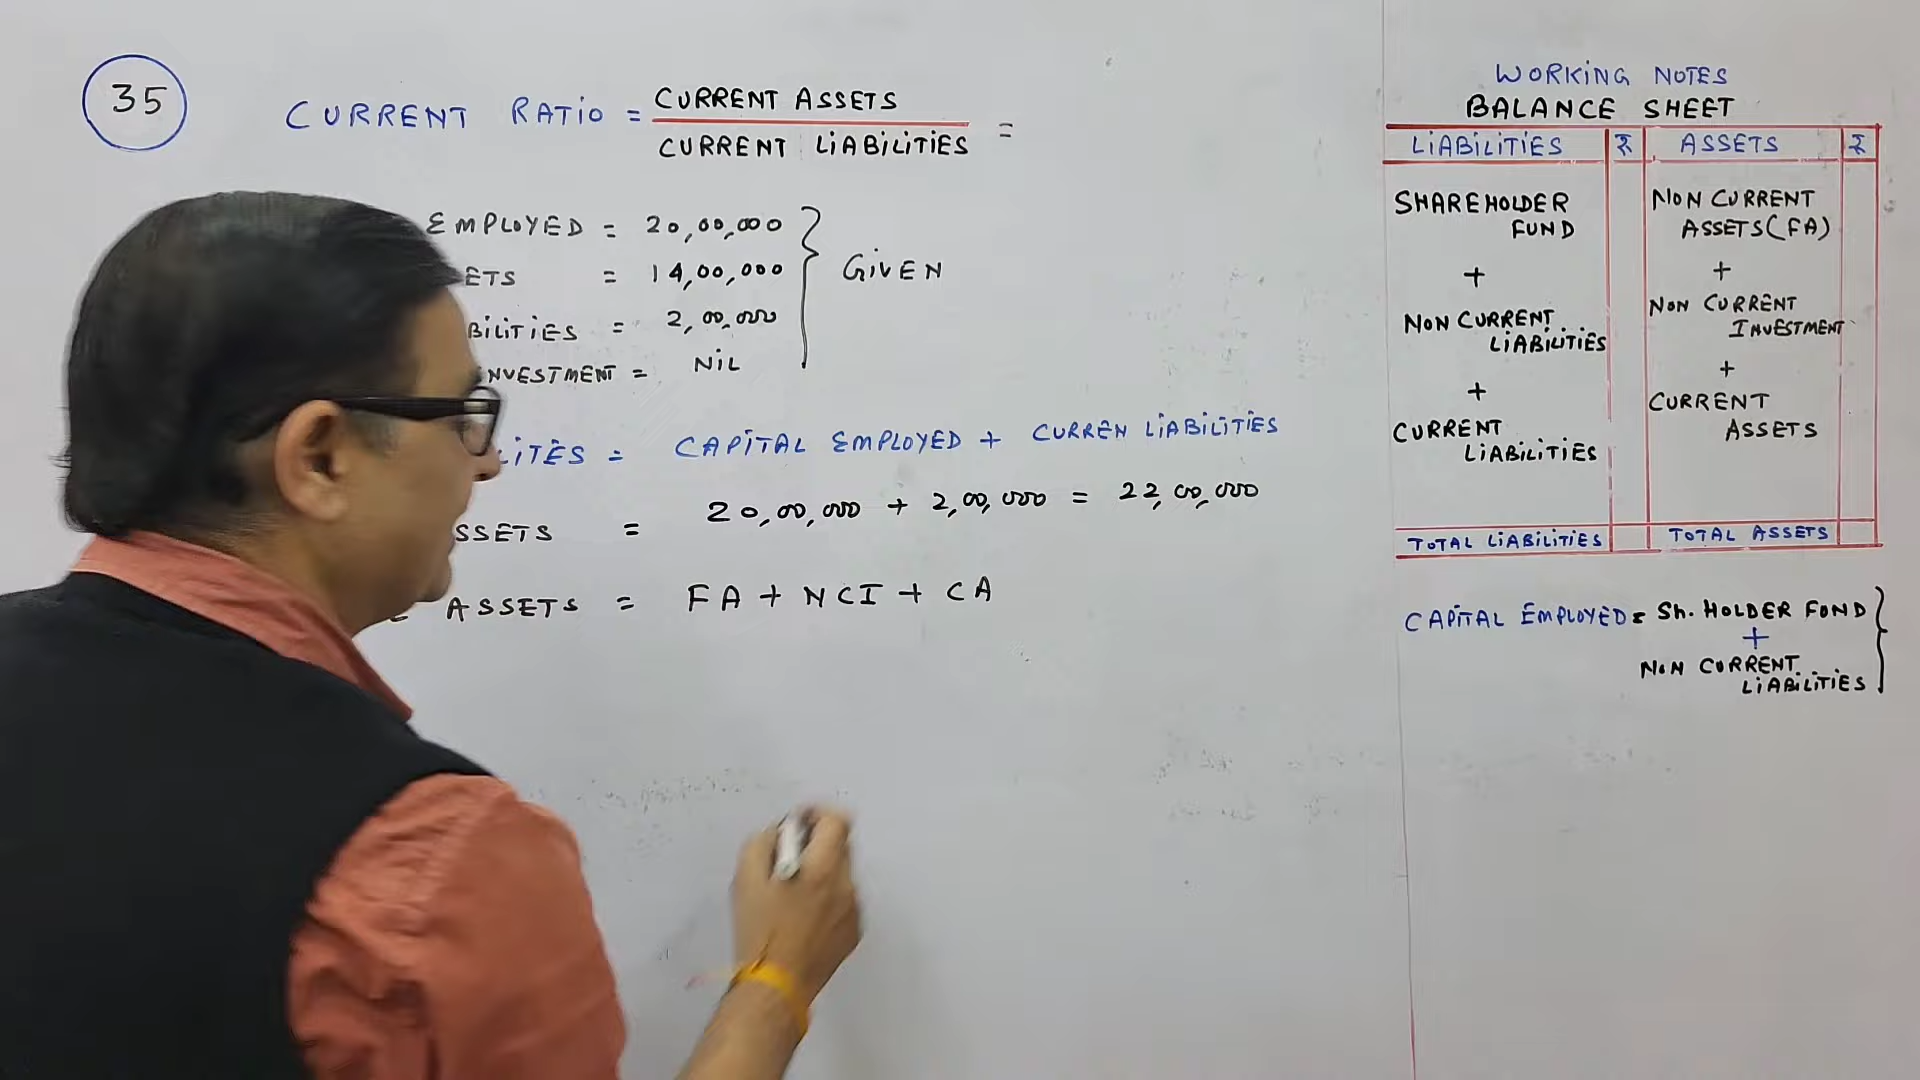 35
CURRENT RATIO = CURRENT ASSETS / CURRENT LIABILITIES =
EMPLOYED = 20,00,000
ETS = 14,00,000
BILITIES = 2,00,000
NVESTMENT = NIL
GIVEN
LITES = CAPITAL EMPLOYED + CURREN LIABILITIES
SSETS = 20,00,000 + 2,00,000 = 22,00,000
ASSETS = FA + NCI + CA
WORKING NOTES
BALANCE SHEET
LIABILITIES ₹ ASSETS ₹
SHAREHOLDER
FUND
+
NON CURRENT
LIABILITIES
+
CURRENT
LIABILITIES
NON CURRENT
ASSETS (FA)
+
NON CURRENT
INVESTMENT
+
CURRENT
ASSETS
TOTAL LIABILITIES TOTAL ASSETS
CAPITAL EMPLOYED = SH. HOLDER FOND
+
NON CURRENT
LIABILITIES